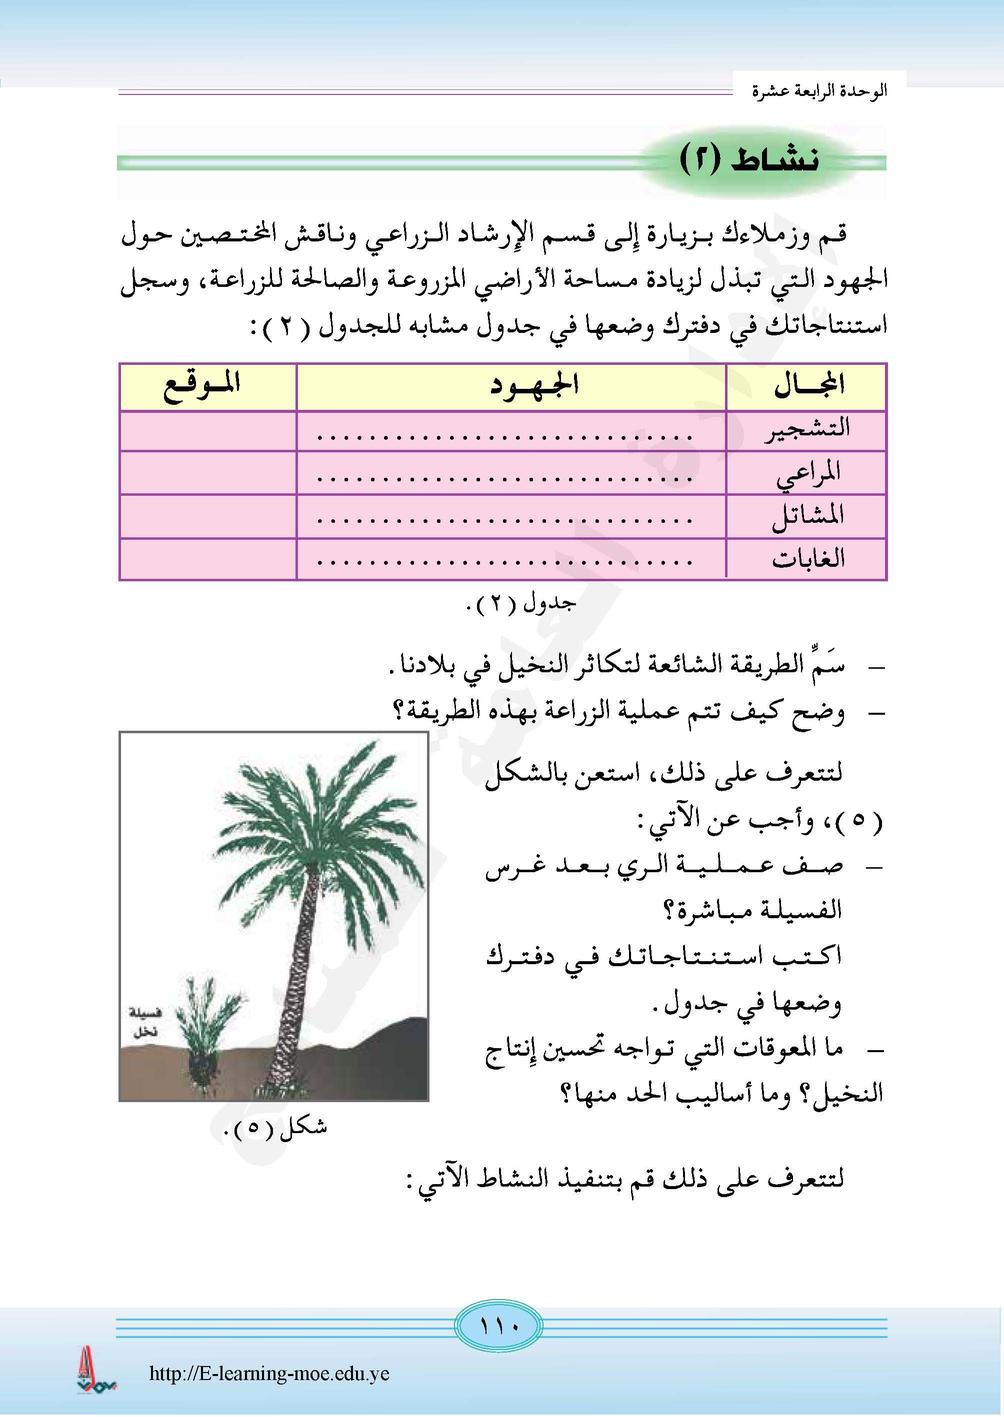 الوحدة الرابعة عشرة
نشاط (٢)
قم وزملاءك بزيارة إلى قسم الإرشاد الزراعي وناقش المختصين حول
الجهود التي تبذل لزيادة مساحة الأراضي المزروعة والصالحة للزراعة، وسجل
استنتاجاتك في دفترك وضعها في جدول مشابه للجدول (٢):
المجال الجهود الموقع
التشجير ..............................
المراعي ..............................
المشاتل ..............................
الغابات ..............................
جدول (٢).
– سَمِّ الطريقة الشائعة لتكاثر النخيل في بلادنا.
– وضح كيف تتم عملية الزراعة بهذه الطريقة؟
لتتعرف على ذلك، استعن بالشكل
(٥)، وأجب عن الآتي:
– صف عملية الري بعد غرس
الفسيلة مباشرة؟
اكتب استنتاجاتك في دفترك
وضعها في جدول.
– ما المعوقات التي تواجه تحسين إنتاج
النخيل؟ وما أساليب الحد منها؟
فسيلة
نخل
شكل (٥).
لتتعرف على ذلك قم بتنفيذ النشاط الآتي:
١١٠
http://E-learning-moe.edu.ye